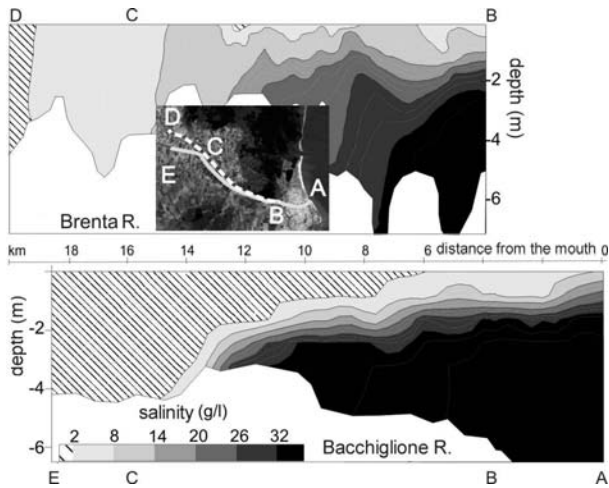 D C B
-2
-4
-6
depth (m)
D
C
E
A
B
Brenta R.
km 18 16 14 12 10 8 6 distance from the mouth 0
depth (m)
-2
-4
-6
salinity (g/l)
2 8 14 20 26 32
Bacchiglione R.
E C B A